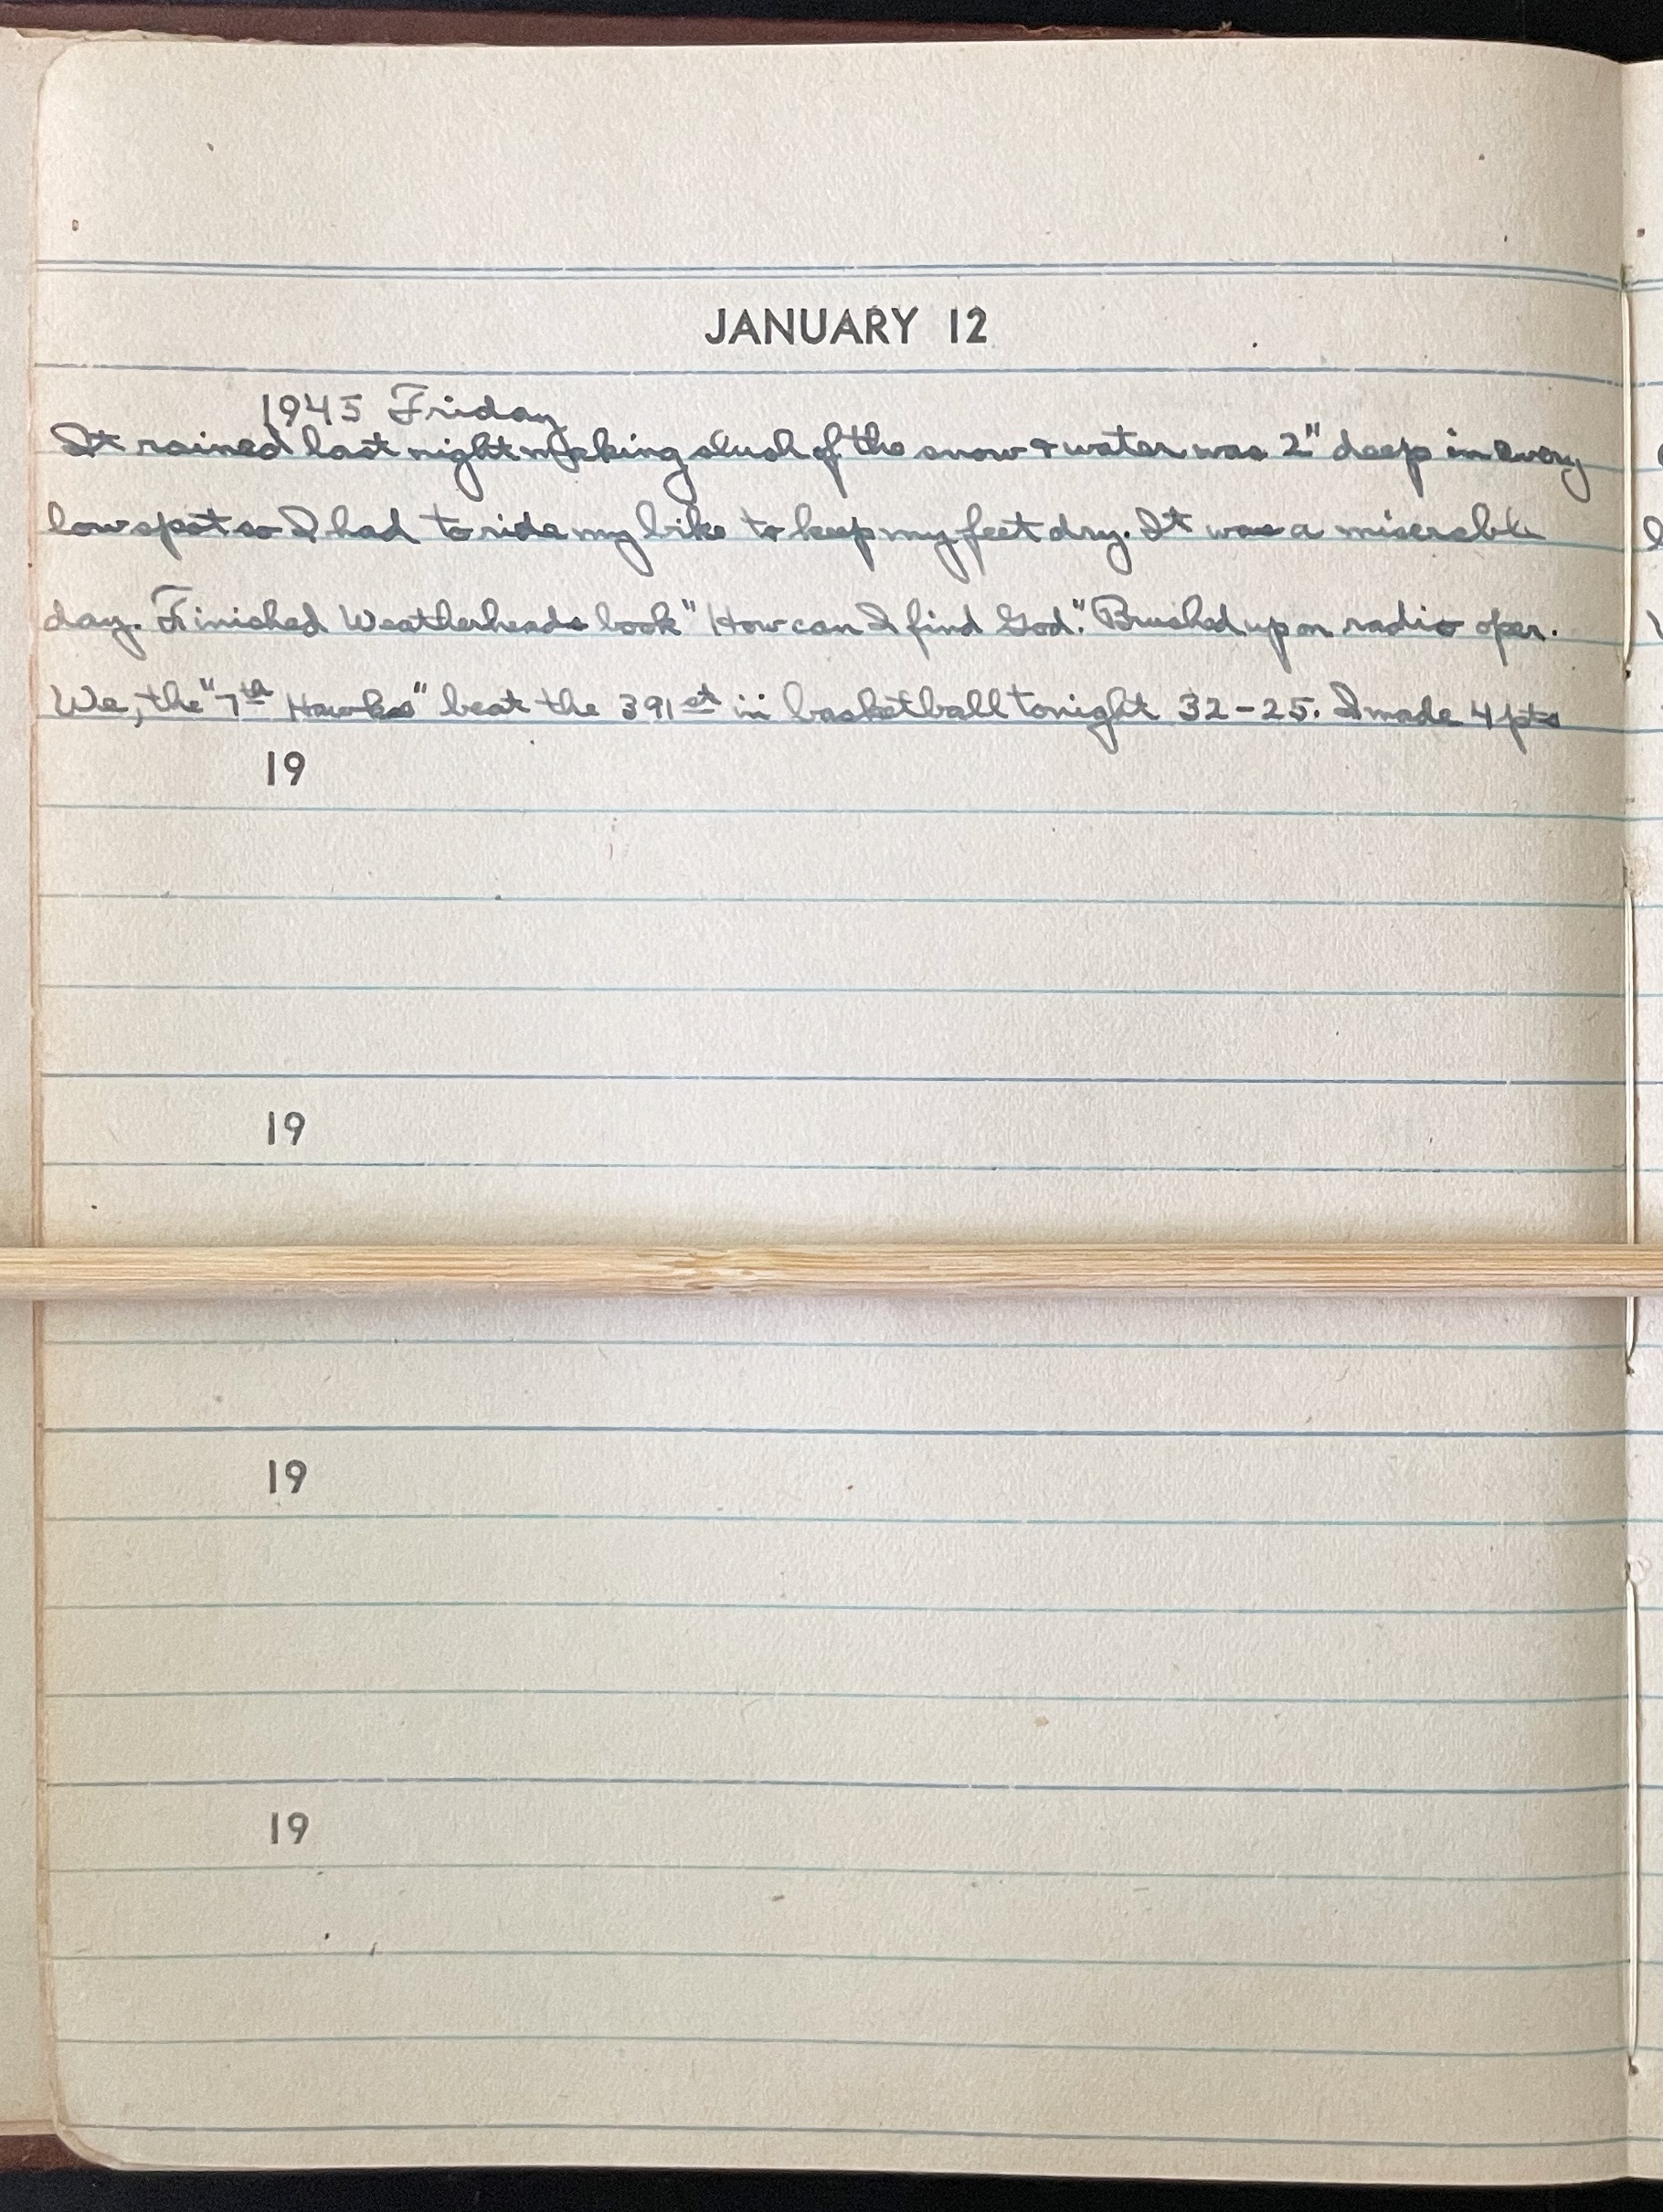 JANUARY 12
1945 Friday
It rained last night making slush of the snow & water was 2" deep in every
low spot so I had to ride my bike to keep my feet dry. It was a miserable
day. Finished Weatherheads book "How can I find God." Brushed up on radio oper.
We, the "7th Hawks" beat the 391st in basketball tonight 32-25. I made 4 pts
19
19
19
19